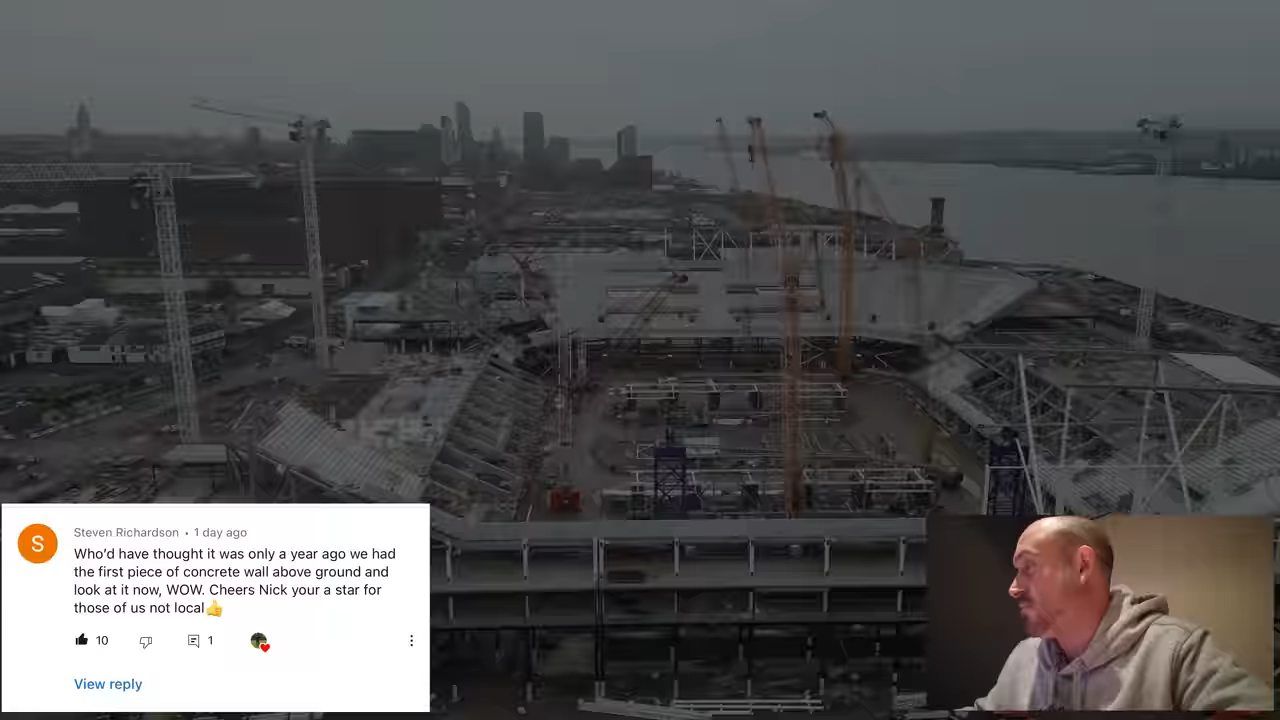 S
Steven Richardson • 1 day ago
Who'd have thought it was only a year ago we had
the first piece of concrete wall above ground and
look at it now, WOW. Cheers Nick your a star for
those of us not local👍
10
1
View reply